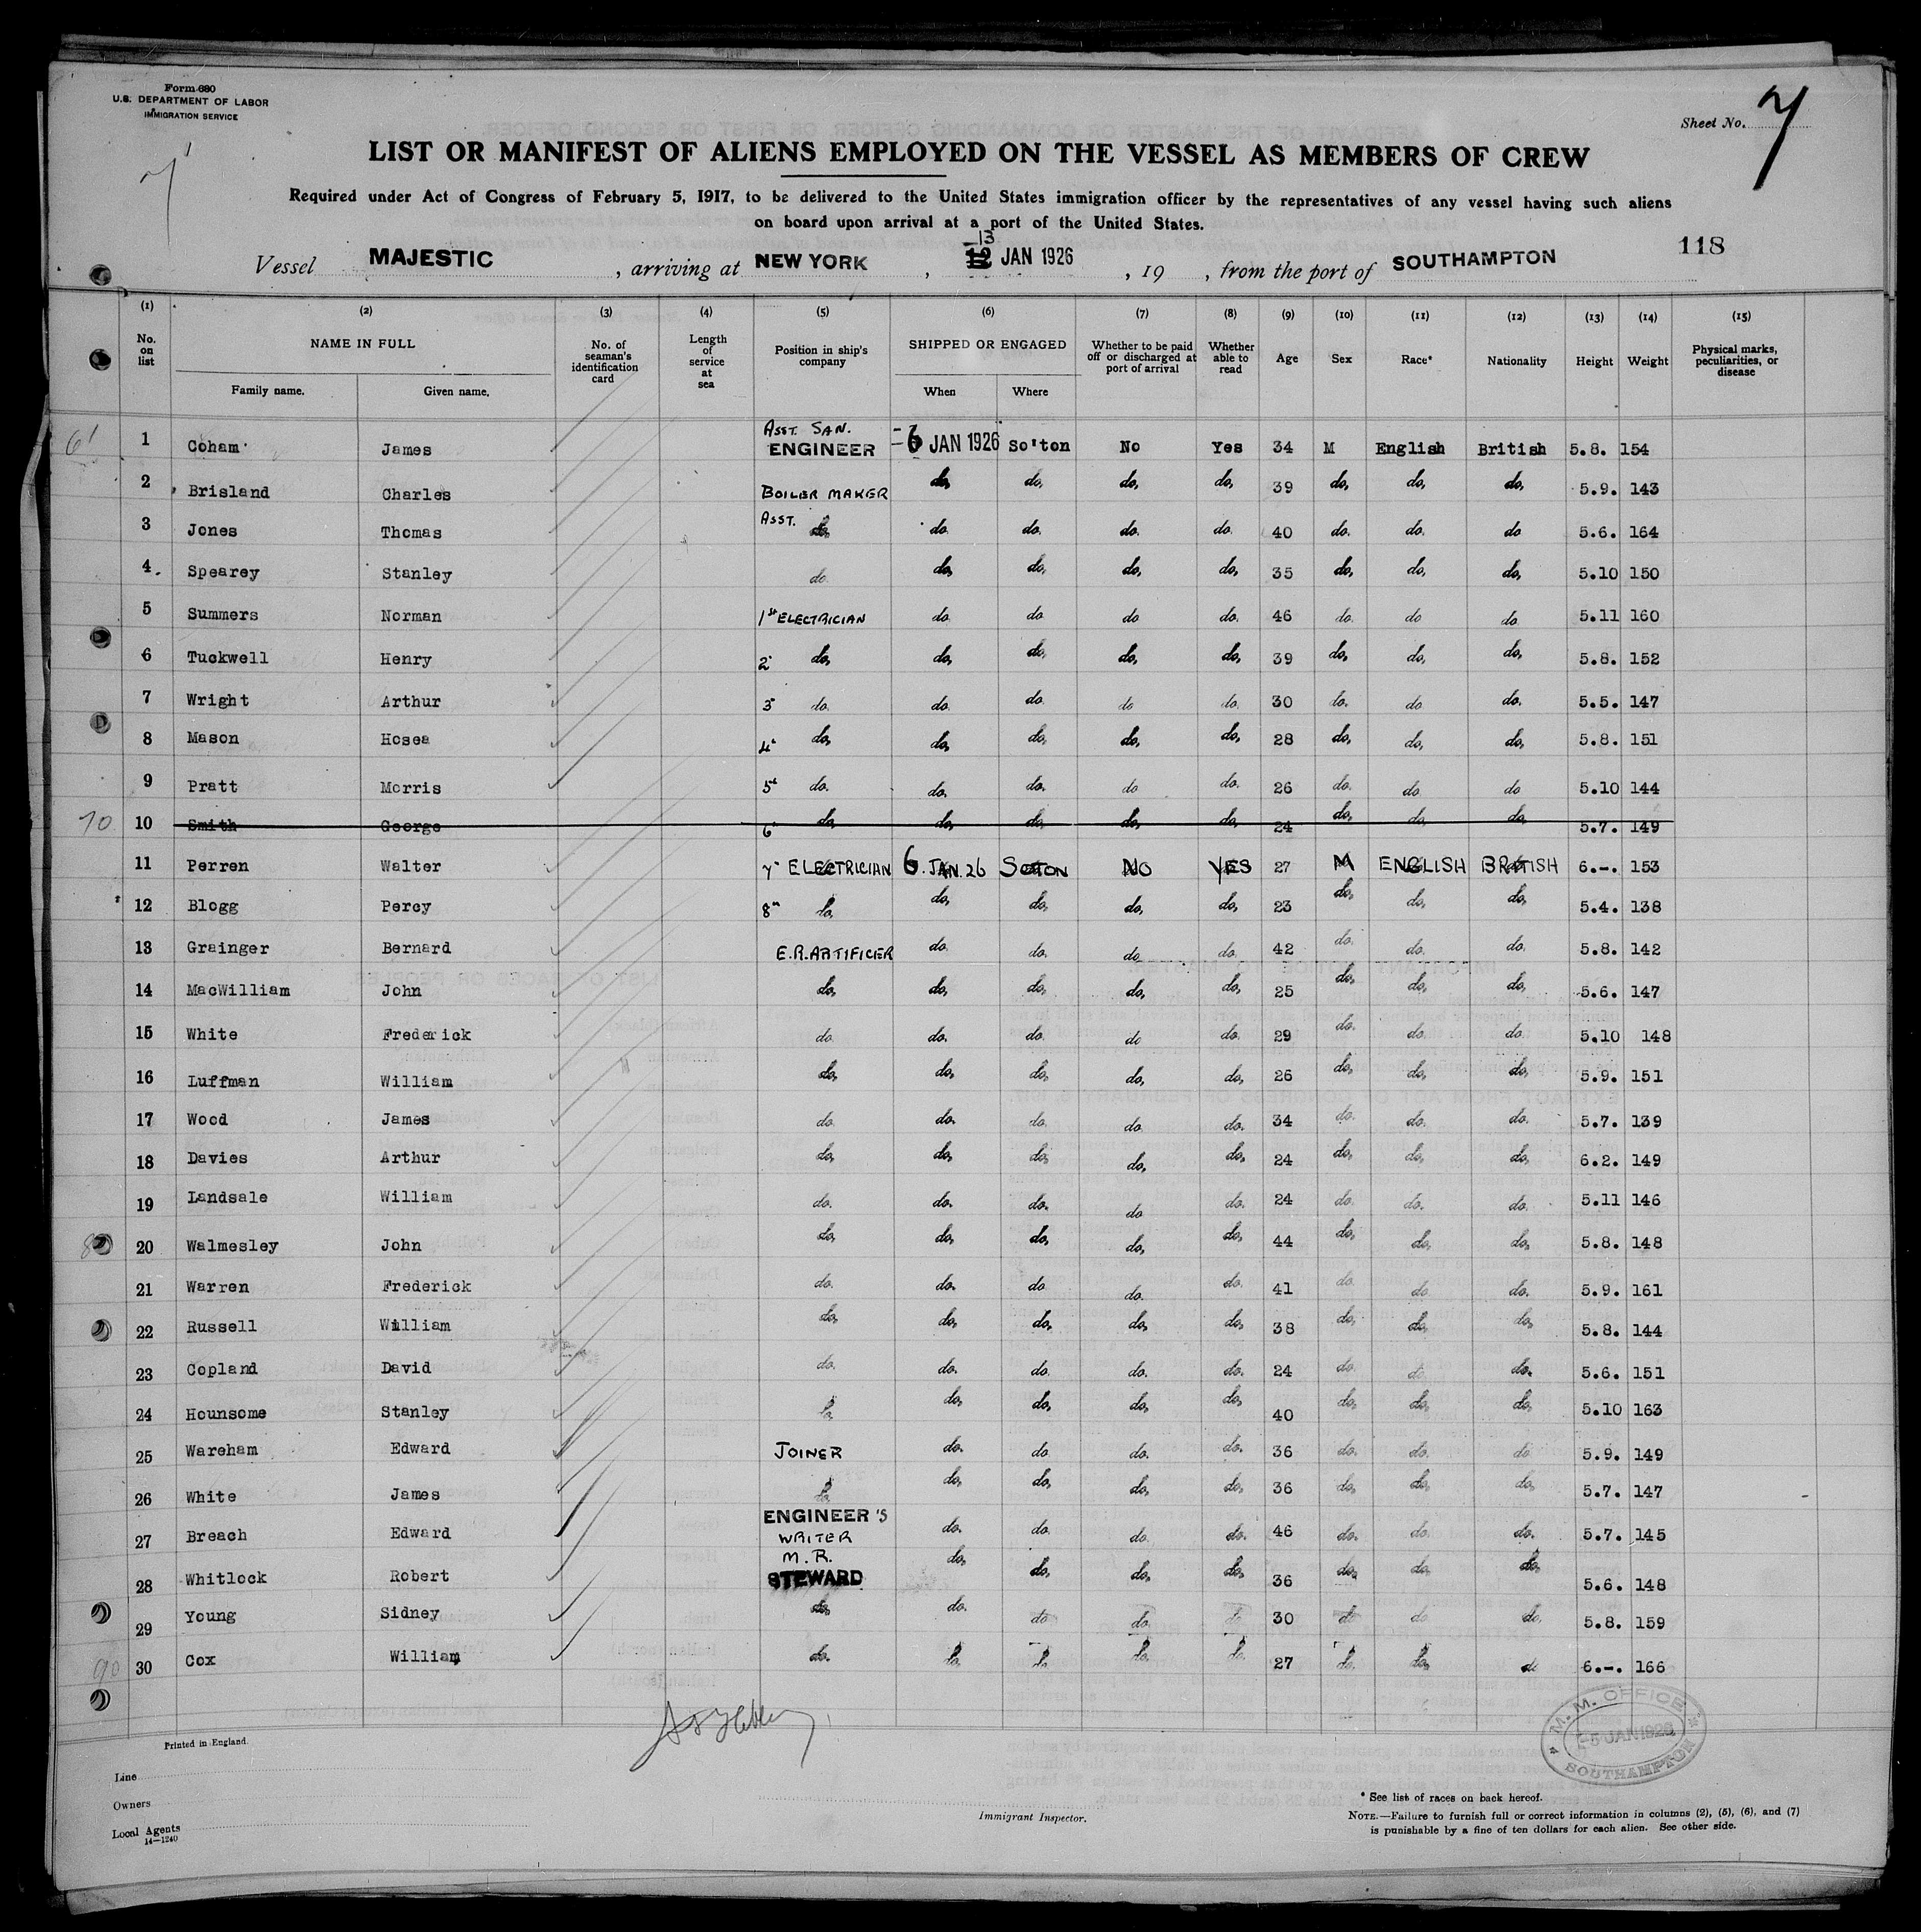 Form 680
U.S. DEPARTMENT OF LABOR
IMMIGRATION SERVICE
Sheet No. 7
7
LIST OR MANIFEST OF ALIENS EMPLOYED ON THE VESSEL AS MEMBERS OF CREW
Required under Act of Congress of February 5, 1917, to be delivered to the United States immigration officer by the representatives of any vessel having such aliens
on board upon arrival at a port of the United States.
13
Vessel MAJESTIC , arriving at NEW YORK , 12 JAN 1926 , 19 , from the port of SOUTHAMPTON 118
(1) (2) (3) (4) (5) (6) (7) (8) (9) (10) (11) (12) (13) (14) (15)
No. on list NAME IN FULL Family name. Given name. No. of seaman's identification card Length of service at sea Position in ship's company SHIPPED OR ENGAGED When Where Whether to be paid off or discharged at port of arrival Whether able to read Age Sex Race* Nationality Height Weight Physical marks, peculiarities, or disease
61 1 Coham James ASST. SAN. ENGINEER -6 JAN 1926 So'ton No Yes 34 M English British 5.8. 154
2 Brisland Charles BOILER MAKER do, do, do, do, 39 do, do, do, 5.9. 143
3 Jones Thomas ASST. do. do. do. do. do. 40 do. do. do 5.6. 164
4. Spearey Stanley do. do, do, do, do, 35 do, do, do, 5.10 150
5 Summers Norman 1st ELECTRICIAN do. do do do. 46 do. do do. 5.11 160
6 Tuckwell Henry 2" do, do, do, do, do, 39 do, do, do, 5.8. 152
7 Wright Arthur 3" do. do. do. do do. 30 do. do do. 5.5. 147
8 Mason Hosea 4" do, do, do, do, do, 28 do, do, do, 5.8. 151
9 Pratt Morris 5" do. do. do. do do. 26 do. do do 5.10 144
70 10 Smith George 6" do, do, do, do, do, 24 do, do, do, 5.7. 149
11 Perren Walter 7" ELECTRICIAN 6. JAN. 26 SOTON NO YES 27 M ENGLISH BRITISH 6.-. 153
12 Blogg Percy 8" do, do, do, do, do, 23 do, do, do, 5.4. 138
13 Grainger Bernard E.R. ARTIFICER do. do. do do. 42 do. do. do. 5.8. 142
14 MacWilliam John do, do, do, do, do, 25 do, do, do, 5.6. 147
15 White Frederick do. do. do. do do. 29 do. do. do. 5.10 148
16 Luffman William do, do, do, do, do, 26 do, do, do, 5.9. 151
17 Wood James do. do. do. do do. 34 do. do. do. 5.7. 139
18 Davies Arthur do, do, do, do, do, 24 do, do, do, 6.2. 149
19 Landsale William do. do. do. do do. 24 do. do. do. 5.11 146
80 20 Walmesley John do, do, do, do, do, 44 do, do, do, 5.8. 148
21 Warren Frederick do. do. do do. do. 41 do. do do. 5.9. 161
22 Russell William do, do, do, do, do, 38 do, do, do, 5.8. 144
23 Copland David do. do. do. do. do. 24 do. do. do. 5.6. 151
24 Hounsome Stanley do, do, do, do, do, 40 do, do, do, 5.10 163
25 Wareham Edward JOINER do. do do. do. 36 do. do. do 5.9. 149
26 White James do, do, do, do, do, 36 do, do, do, 5.7. 147
27 Breach Edward ENGINEER'S WRITER do. do. do. do. 46 do. do. do. 5.7. 145
28 Whitlock Robert M.R. STEWARD do, do, do, do, 36 do, do, do, 5.6. 148
29 Young Sidney do. do. do do do 30 do do do. 5.8. 159
90 30 Cox William do. do. do. do. do. 27 do. do. do 6.-. 166
M. M. OFFICE
-5 JAN 1926
SOUTHAMPTON
Printed in England.
Line
Owners
Local Agents
14—1240
Immigrant Inspector.
* See list of races on back hereof.
NOTE.—Failure to furnish full or correct information in columns (2), (5), (6), and (7)
is punishable by a fine of ten dollars for each alien. See other side.